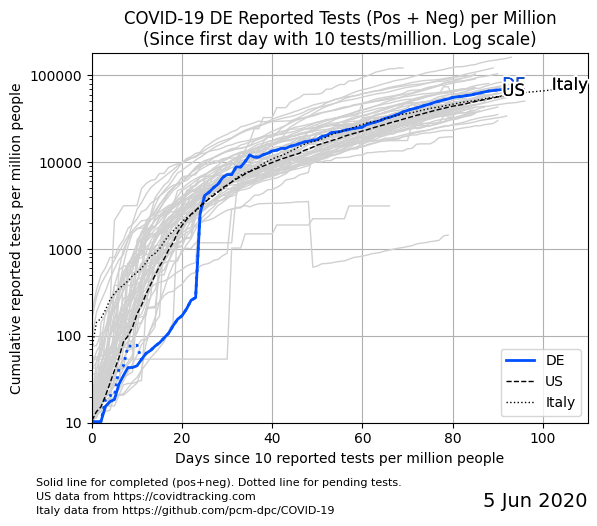 COVID-19 DE Reported Tests (Pos + Neg) per Million
(Since first day with 10 tests/million. Log scale)
Cumulative reported tests per million people
100000
10000
1000
100
10
DE
US
Italy
DE
US
Italy
0
20
40
60
80
100
Days since 10 reported tests per million people
Solid line for completed (pos+neg). Dotted line for pending tests.
US data from https://covidtracking.com
Italy data from https://github.com/pcm-dpc/COVID-19
5 Jun 2020